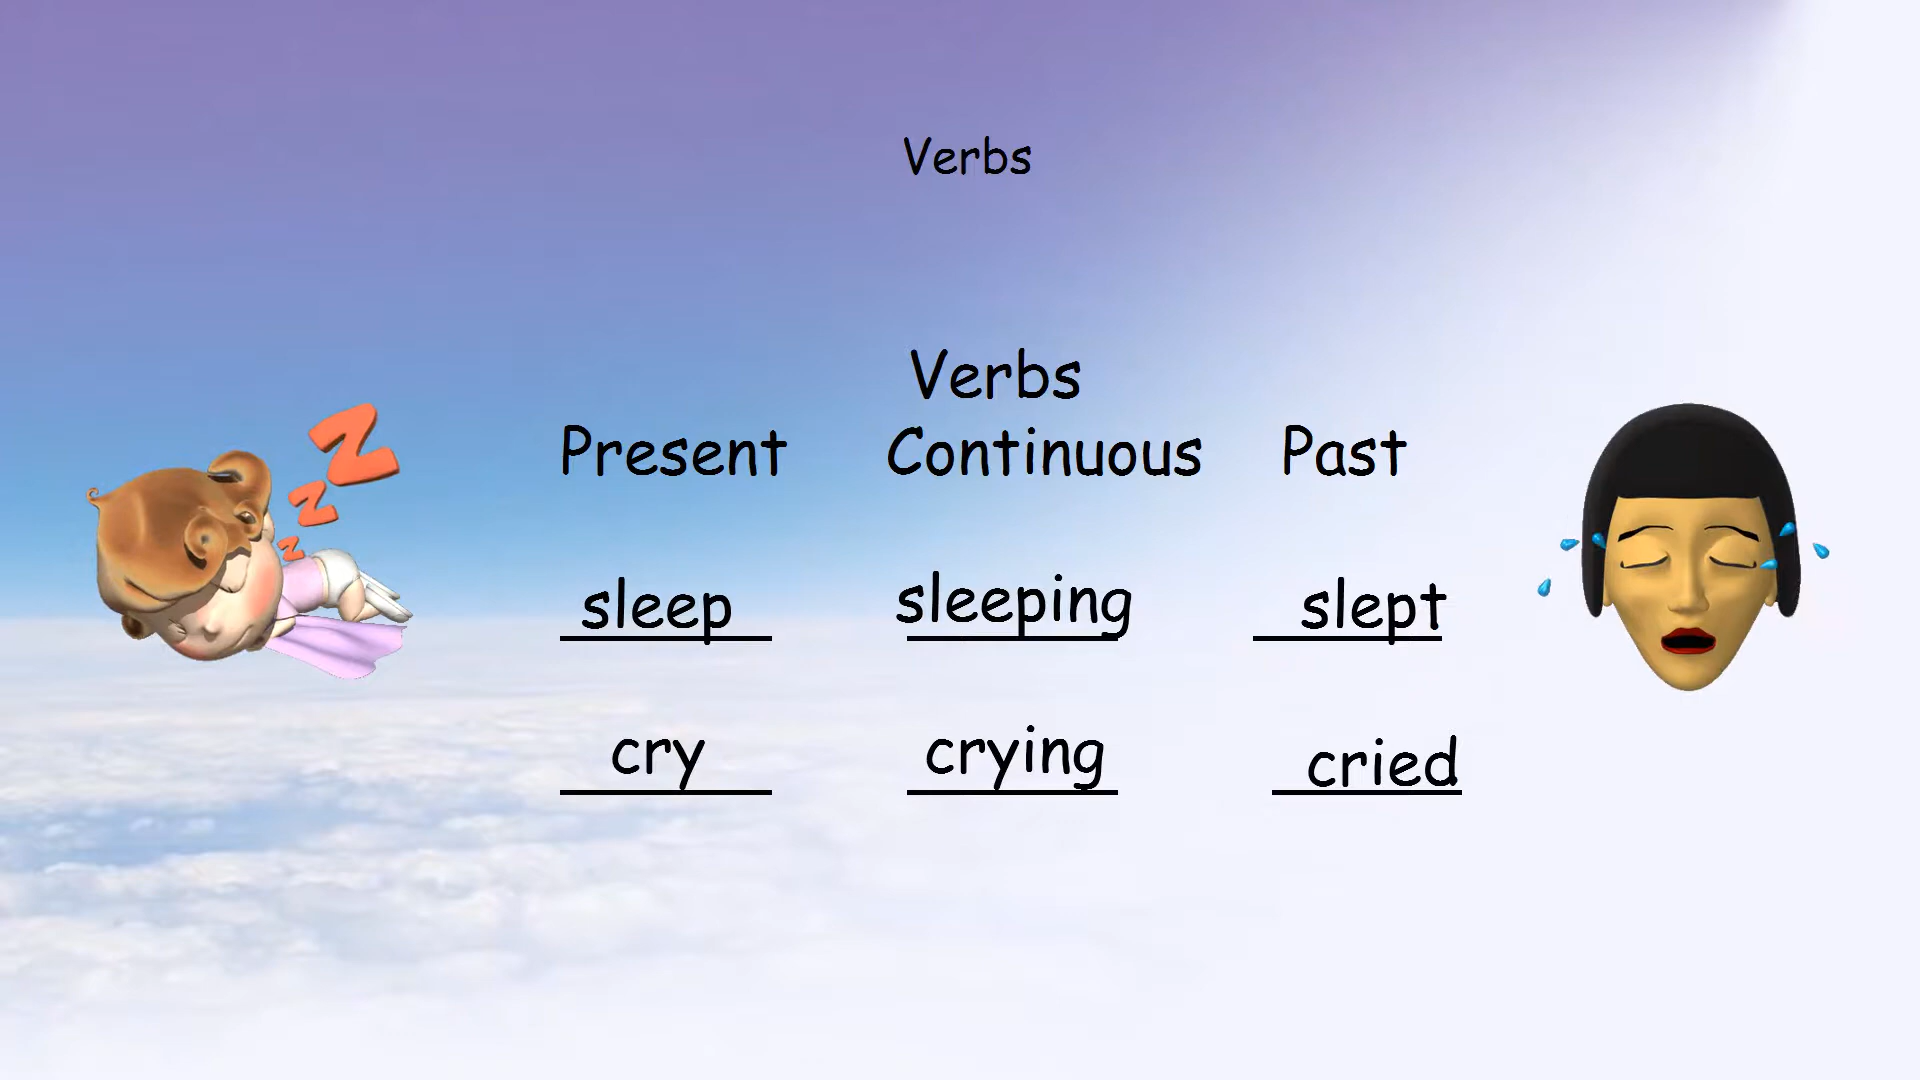 Verbs
Verbs
Present Continuous Past
sleep sleeping slept
cry crying cried
Z
Z
Z